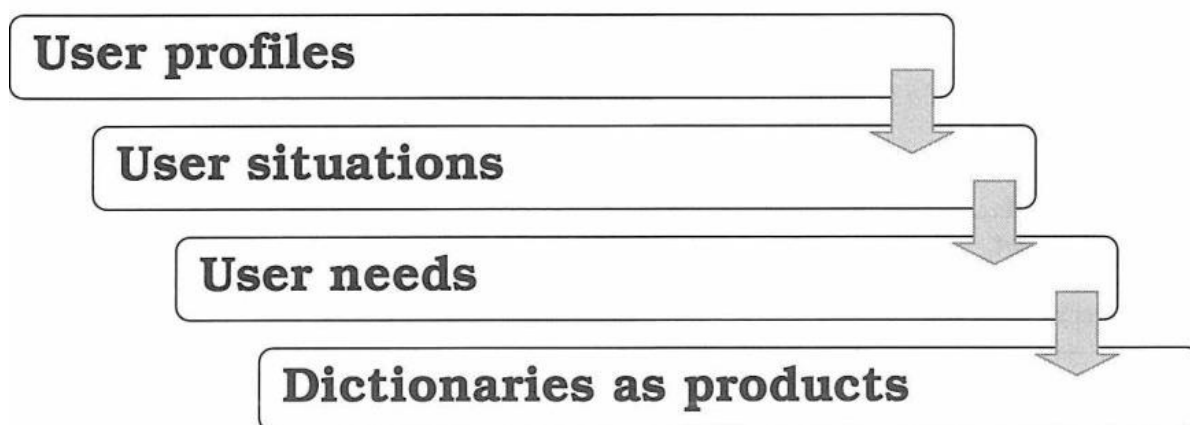 User profiles
User situations
User needs
Dictionaries as products